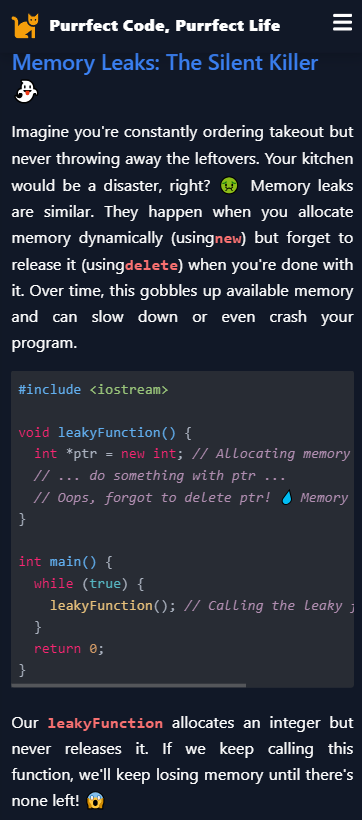 Purrfect Code, Purrfect Life
Memory Leaks: The Silent Killer
👻
Imagine you're constantly ordering takeout but
never throwing away the leftovers. Your kitchen
would be a disaster, right? 🤢 Memory leaks
are similar. They happen when you allocate
memory dynamically (usingnew) but forget to
release it (usingdelete) when you're done with
it. Over time, this gobbles up available memory
and can slow down or even crash your
program.
#include <iostream>
void leakyFunction() {
int *ptr = new int; // Allocating memory
// ... do something with ptr ...
// Oops, forgot to delete ptr! 💧 Memory
}
int main() {
while (true) {
leakyFunction(); // Calling the leaky
}
return 0;
}
Our leakyFunction allocates an integer but
never releases it. If we keep calling this
function, we'll keep losing memory until there's
none left! 😱